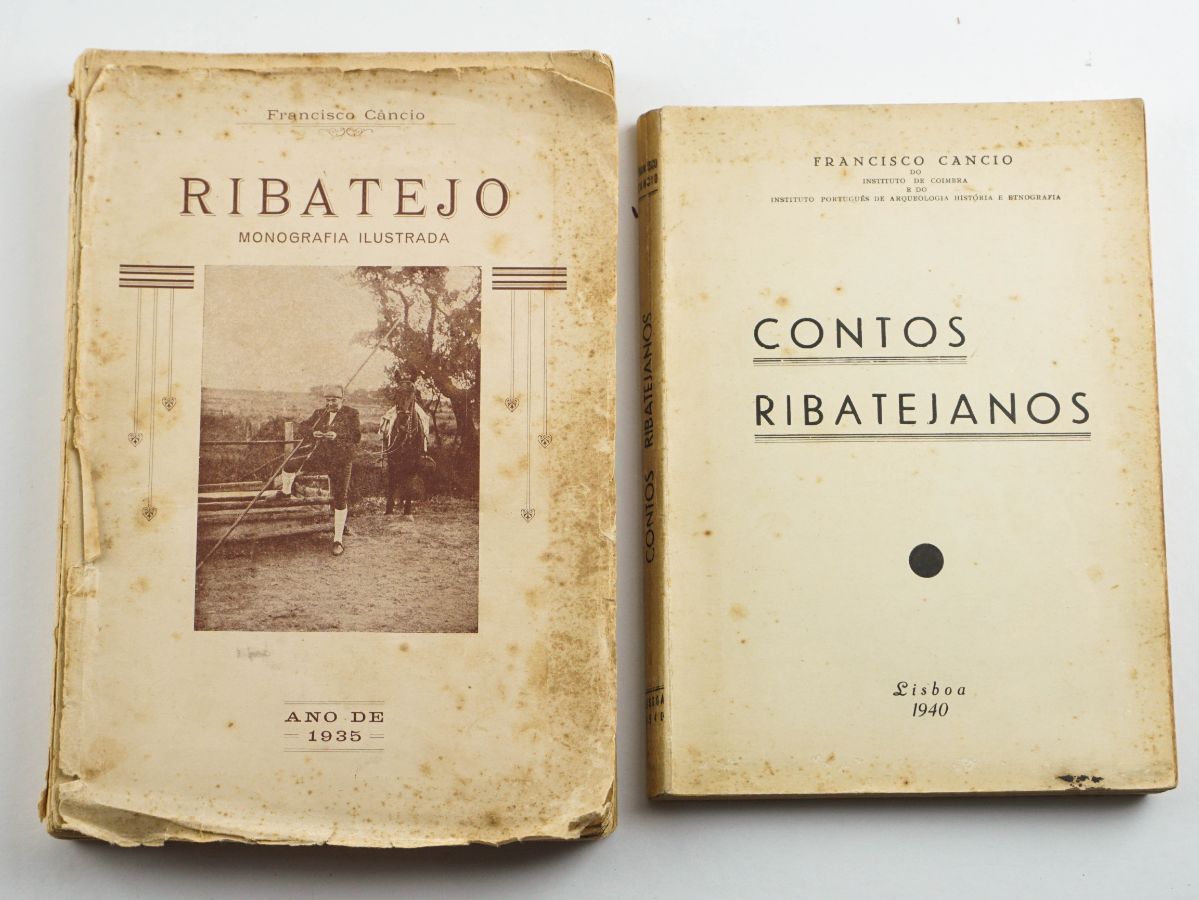 Francisco Câncio
RIBATEJO
MONOGRAFIA ILUSTRADA
ANO DE
1935
FRANCISCO CANCIO
DO
INSTITUTO DE COIMBRA
E DO
INSTITUTO PORTUGUÊS DE ARQUEOLOGIA HISTÓRIA E ETNOGRAFIA
CONTOS
RIBATEJANOS
Lisboa
1940
CONTOS RIBATEJANOS